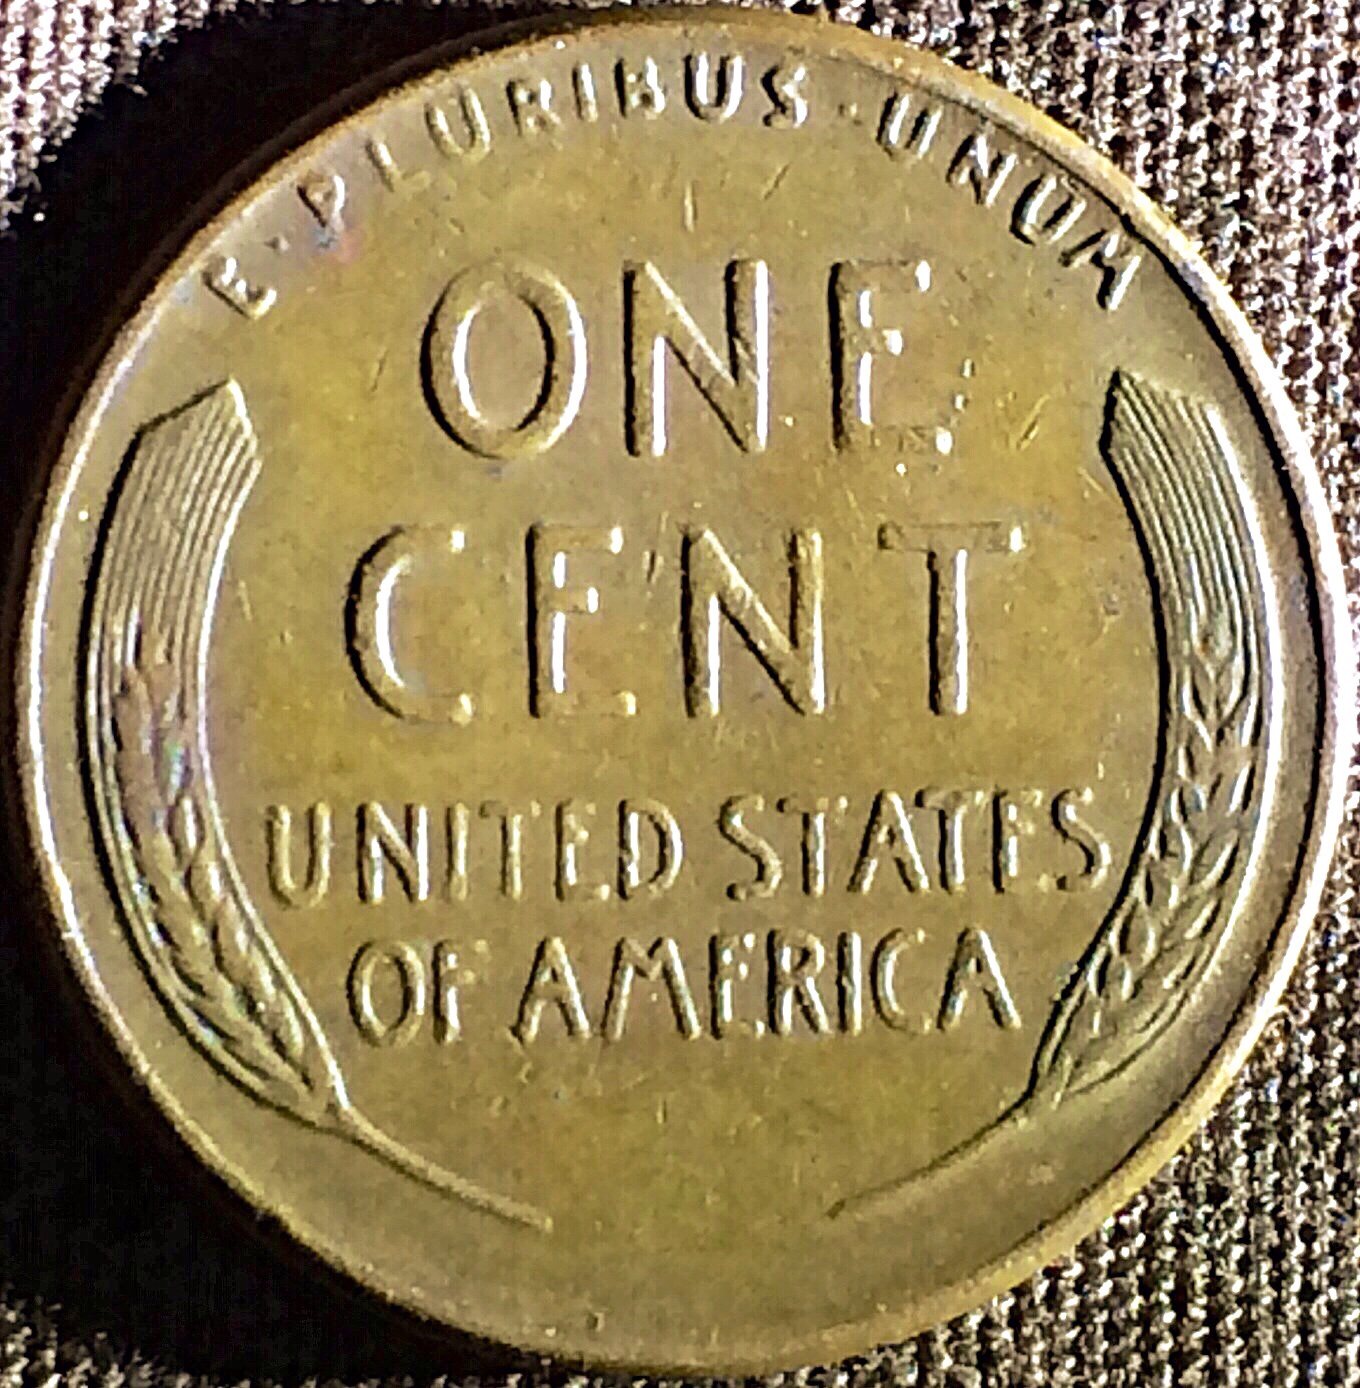 E · PLURIBUS · UNUM
ONE
CENT
UNITED STATES
OF AMERICA